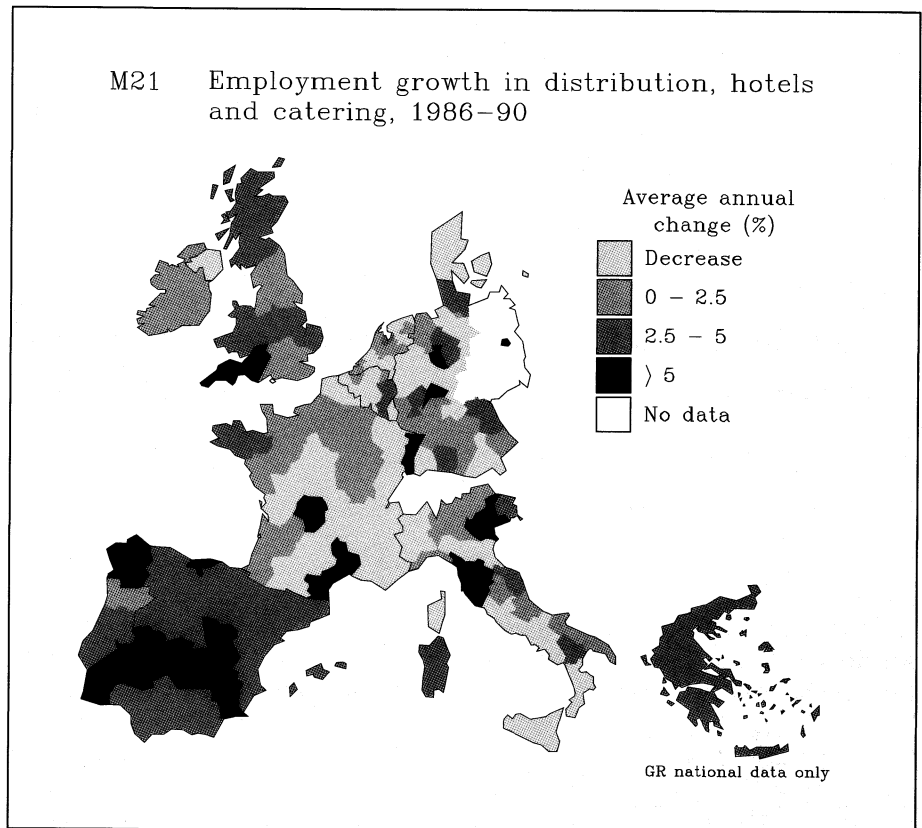 M21 Employment growth in distribution, hotels
and catering, 1986-90
Average annual
change (%)
Decrease
0 - 2.5
2.5 - 5
> 5
No data
GR national data only